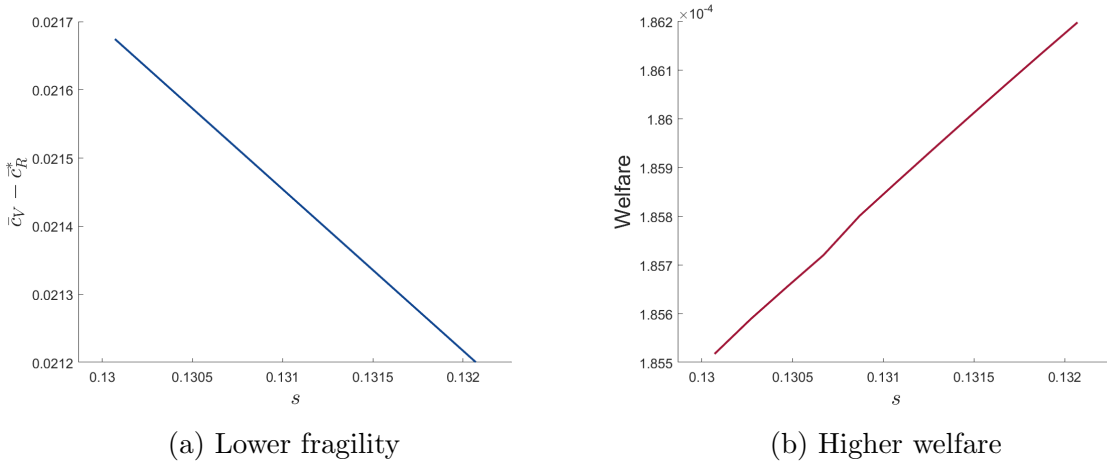 0.0217
0.0216
0.0215
0.0214
0.0213
0.0212
c̄_V − c̄*_R
0.13 0.1305 0.131 0.1315 0.132
s
(a) Lower fragility
×10⁻⁴
1.862
1.861
1.86
1.859
1.858
1.857
1.856
1.855
Welfare
0.13 0.1305 0.131 0.1315 0.132
s
(b) Higher welfare